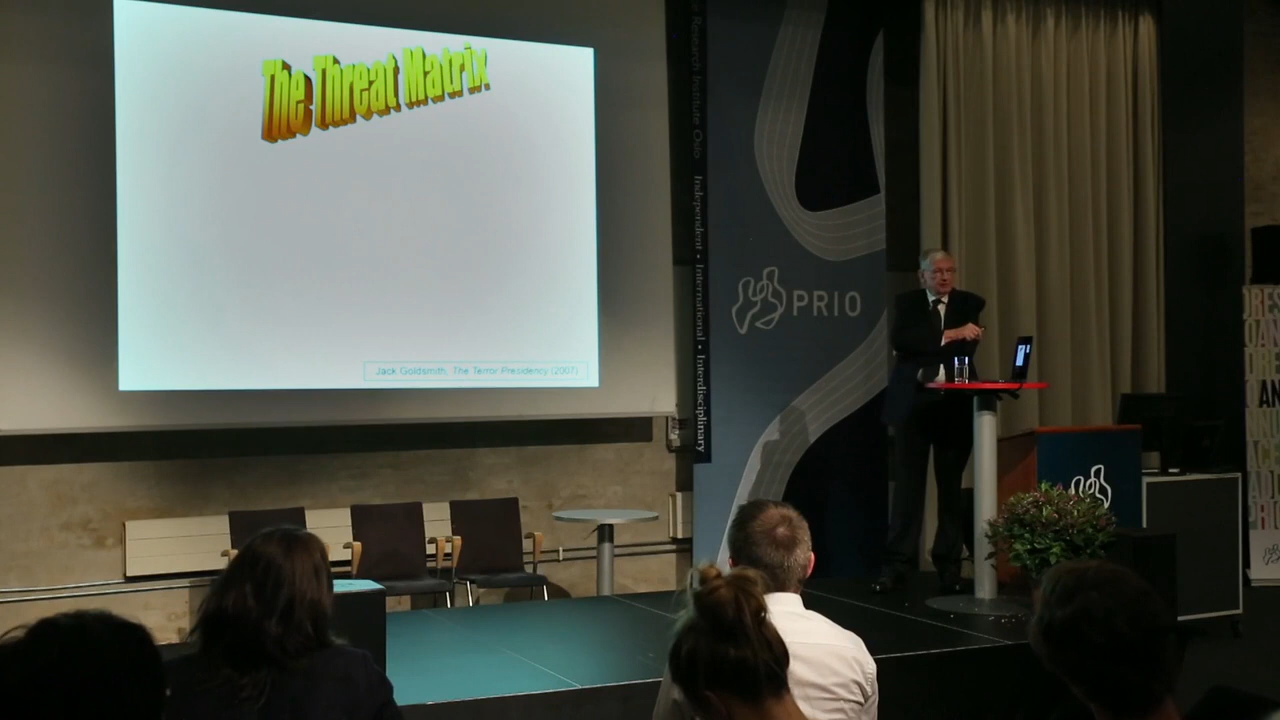 The Threat Matrix
Jack Goldsmith, The Terror Presidency (2007)
Research Institute Oslo Independent • International • Interdisciplinary
PRIO